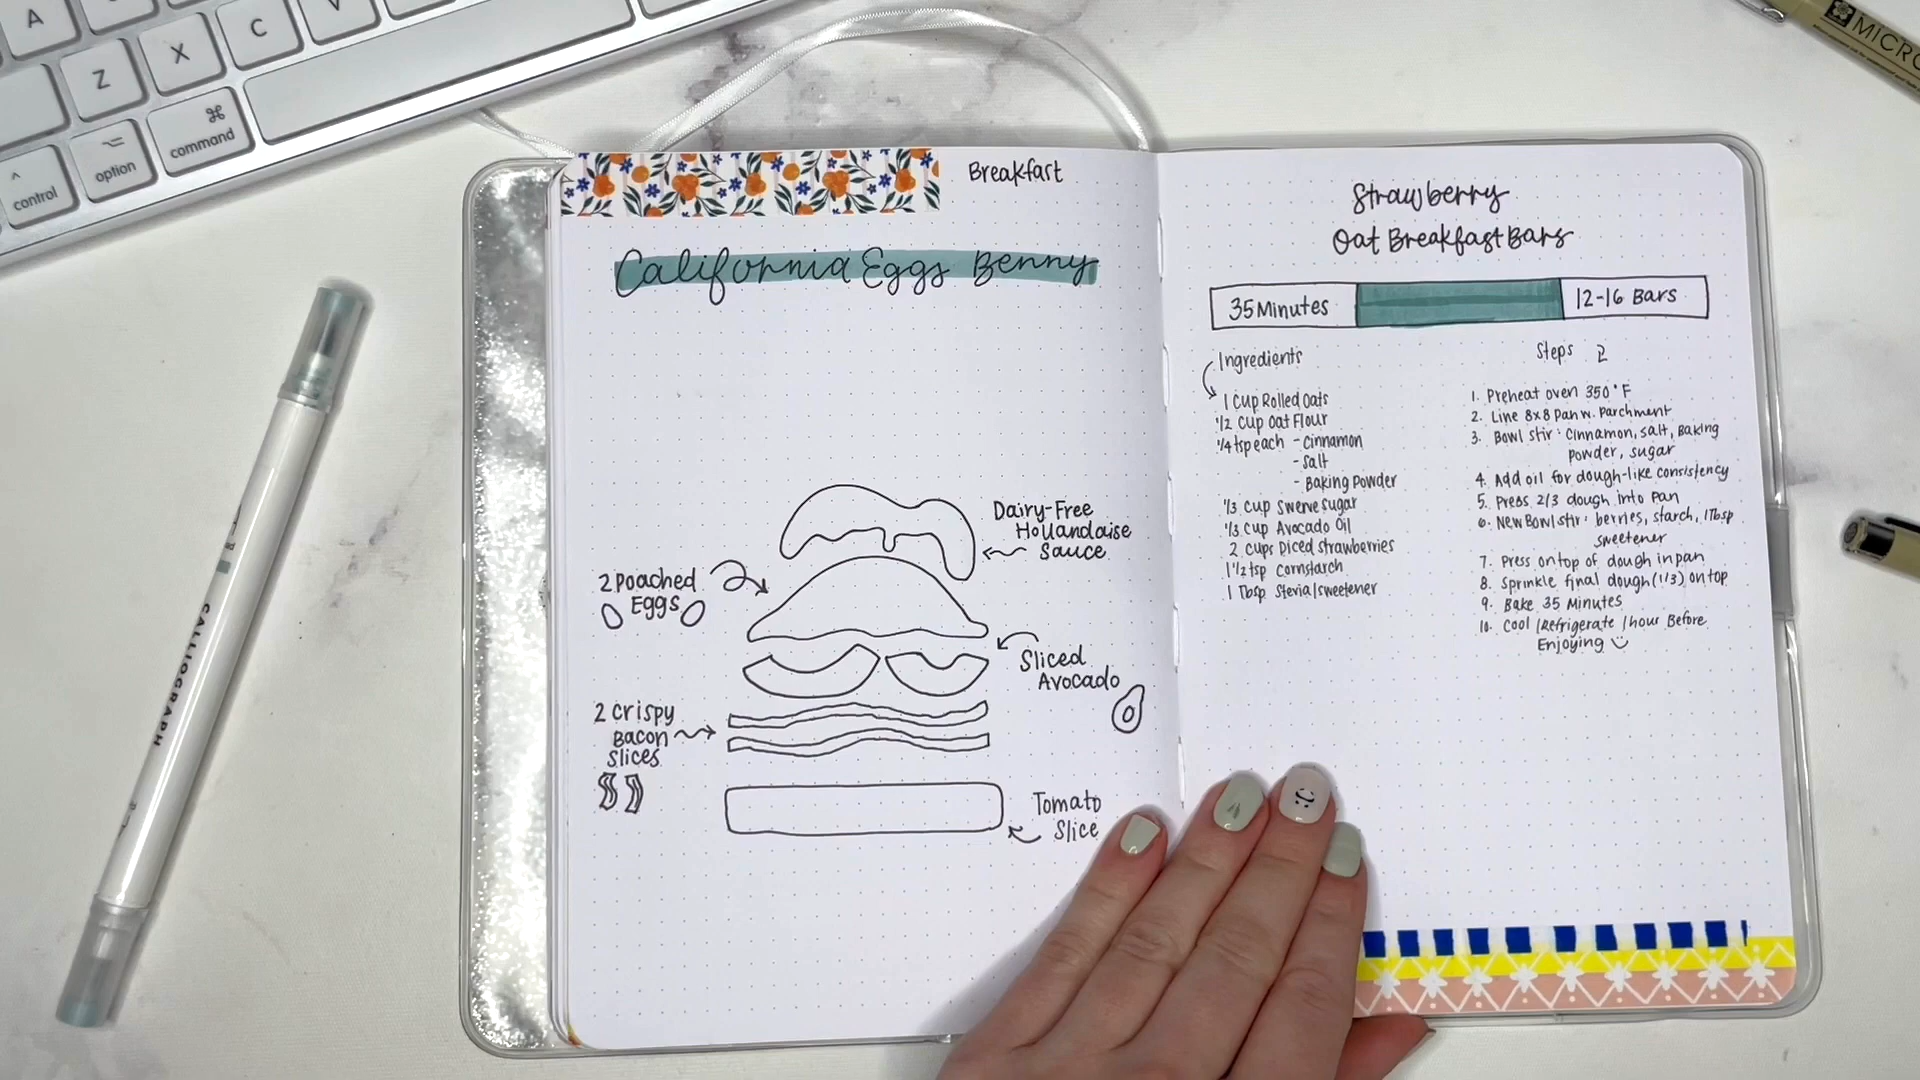 A
Z
X
C
V
⌘
command
⌥
option
^
control
MICRO
CALLIOGRAPH
Breakfast
California Eggs Benny
Dairy-Free
Hollandaise
Sauce
2 Poached
Eggs
Sliced
Avocado
2 Crispy
Bacon
Slices
Tomato
Slice
Strawberry
Oat Breakfast Bars
35 Minutes
12-16 Bars
Ingredients
1 Cup Rolled Oats
1/2 Cup Oat Flour
1/4 tsp each - Cinnamon
- Salt
- Baking Powder
1/3 Cup Swerve Sugar
1/3 Cup Avocado Oil
2 Cups Diced Strawberries
1 1/2 tsp Cornstarch
1 Tbsp Stevia/sweetener
Steps
1. Preheat oven 350°F
2. Line 8x8 Pan w. Parchment
3. Bowl stir: Cinnamon, Salt, Baking
powder, sugar
4. Add oil for dough-like consistency
5. Press 2/3 dough into Pan
6. New Bowl stir: berries, starch, 1 Tbsp
sweetener
7. Press on top of dough in pan
8. Sprinkle final dough (1/3) on top
9. Bake 35 Minutes
10. Cool/Refrigerate 1 hour Before
Enjoying